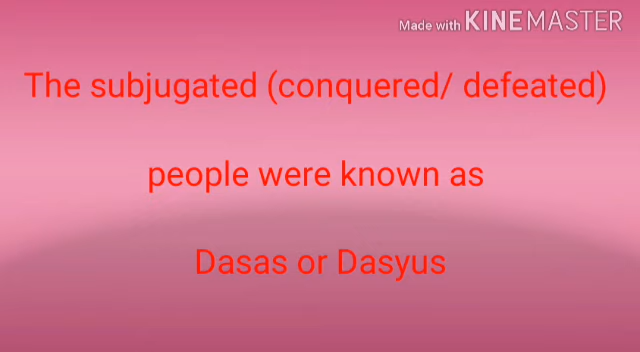 Made with KINEMASTER
The subjugated (conquered/ defeated)
people were known as
Dasas or Dasyus